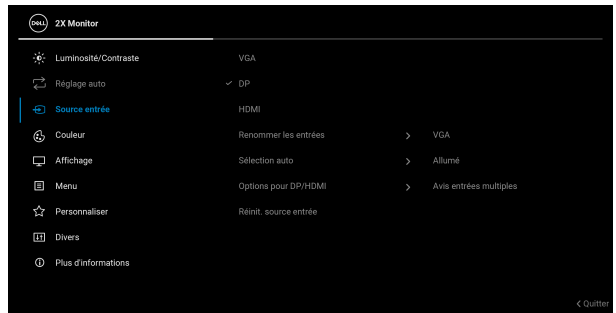 DELL 2X Monitor
Luminosité/Contraste VGA
Réglage auto DP
Source entrée HDMI
Couleur Renommer les entrées VGA
Affichage Sélection auto Allumé
Menu Options pour DP/HDMI Avis entrées multiples
Personnaliser Réinit. source entrée
Divers
Plus d'informations
Quitter